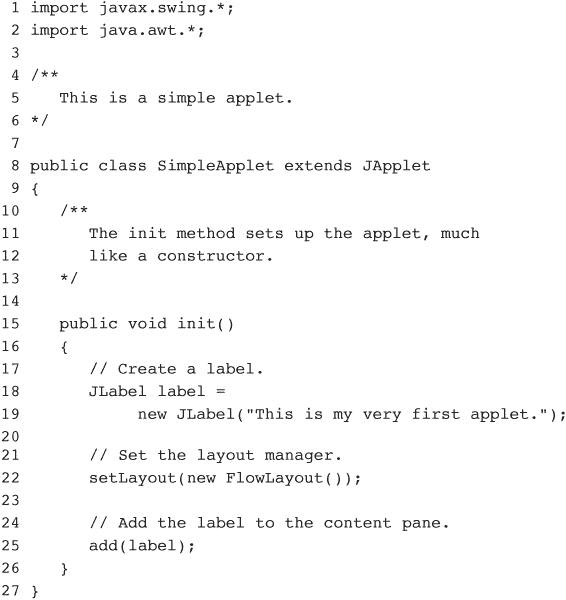 1 import javax.swing.*;
2 import java.awt.*;
3
4 /**
5    This is a simple applet.
6 */
7
8 public class SimpleApplet extends JApplet
9 {
10    /**
11       The init method sets up the applet, much
12       like a constructor.
13    */
14
15    public void init()
16    {
17       // Create a label.
18       JLabel label =
19            new JLabel("This is my very first applet.");
20
21       // Set the layout manager.
22       setLayout(new FlowLayout());
23
24       // Add the label to the content pane.
25       add(label);
26    }
27 }